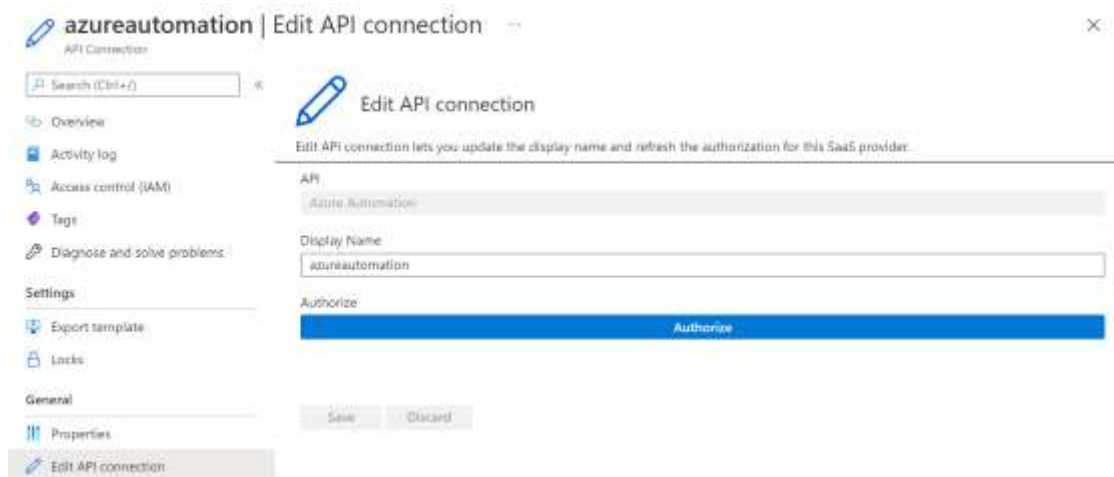 azureautomation | Edit API connection ...
API Connection
Search (Ctrl+/) «
Overview
Activity log
Access control (IAM)
Tags
Diagnose and solve problems
Settings
Export template
Locks
General
Properties
Edit API connection
Edit API connection
Edit API connection lets you update the display name and refresh the authorization for this SaaS provider.
API
Azure Automation
Display Name
azureautomation
Authorize
Authorize
Save Discard